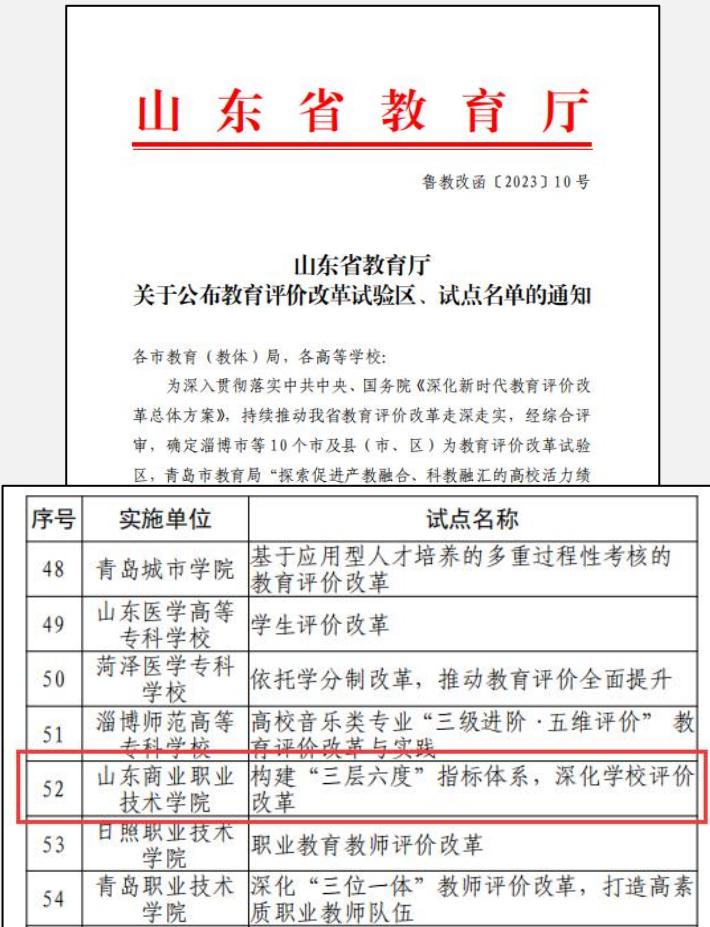 山东省教育厅
鲁教改函〔2023〕10号
山东省教育厅
关于公布教育评价改革试验区、试点名单的通知
各市教育（教体）局，各高等学校：
为深入贯彻落实中共中央、国务院《深化新时代教育评价改
革总体方案》，持续推动我省教育评价改革走深走实，经综合评
审，确定淄博市等10个市及县（市、区）为教育评价改革试验
区，青岛市教育局“探索促进产教融合、科教融汇的高校活力绩
序号 实施单位 试点名称
48 青岛城市学院 基于应用型人才培养的多重过程性考核的
教育评价改革
49 山东医学高等
专科学校 学生评价改革
50 菏泽医学专科
学校 依托学分制改革，推动教育评价全面提升
51 淄博师范高等
专科学校 高校音乐类专业“三级进阶·五维评价” 教
育评价改革与实践
52 山东商业职业
技术学院 构建“三层六度”指标体系，深化学校评价
改革
53 日照职业技术
学院 职业教育教师评价改革
54 青岛职业技术
学院 深化“三位一体”教师评价改革，打造高素
质职业教师队伍